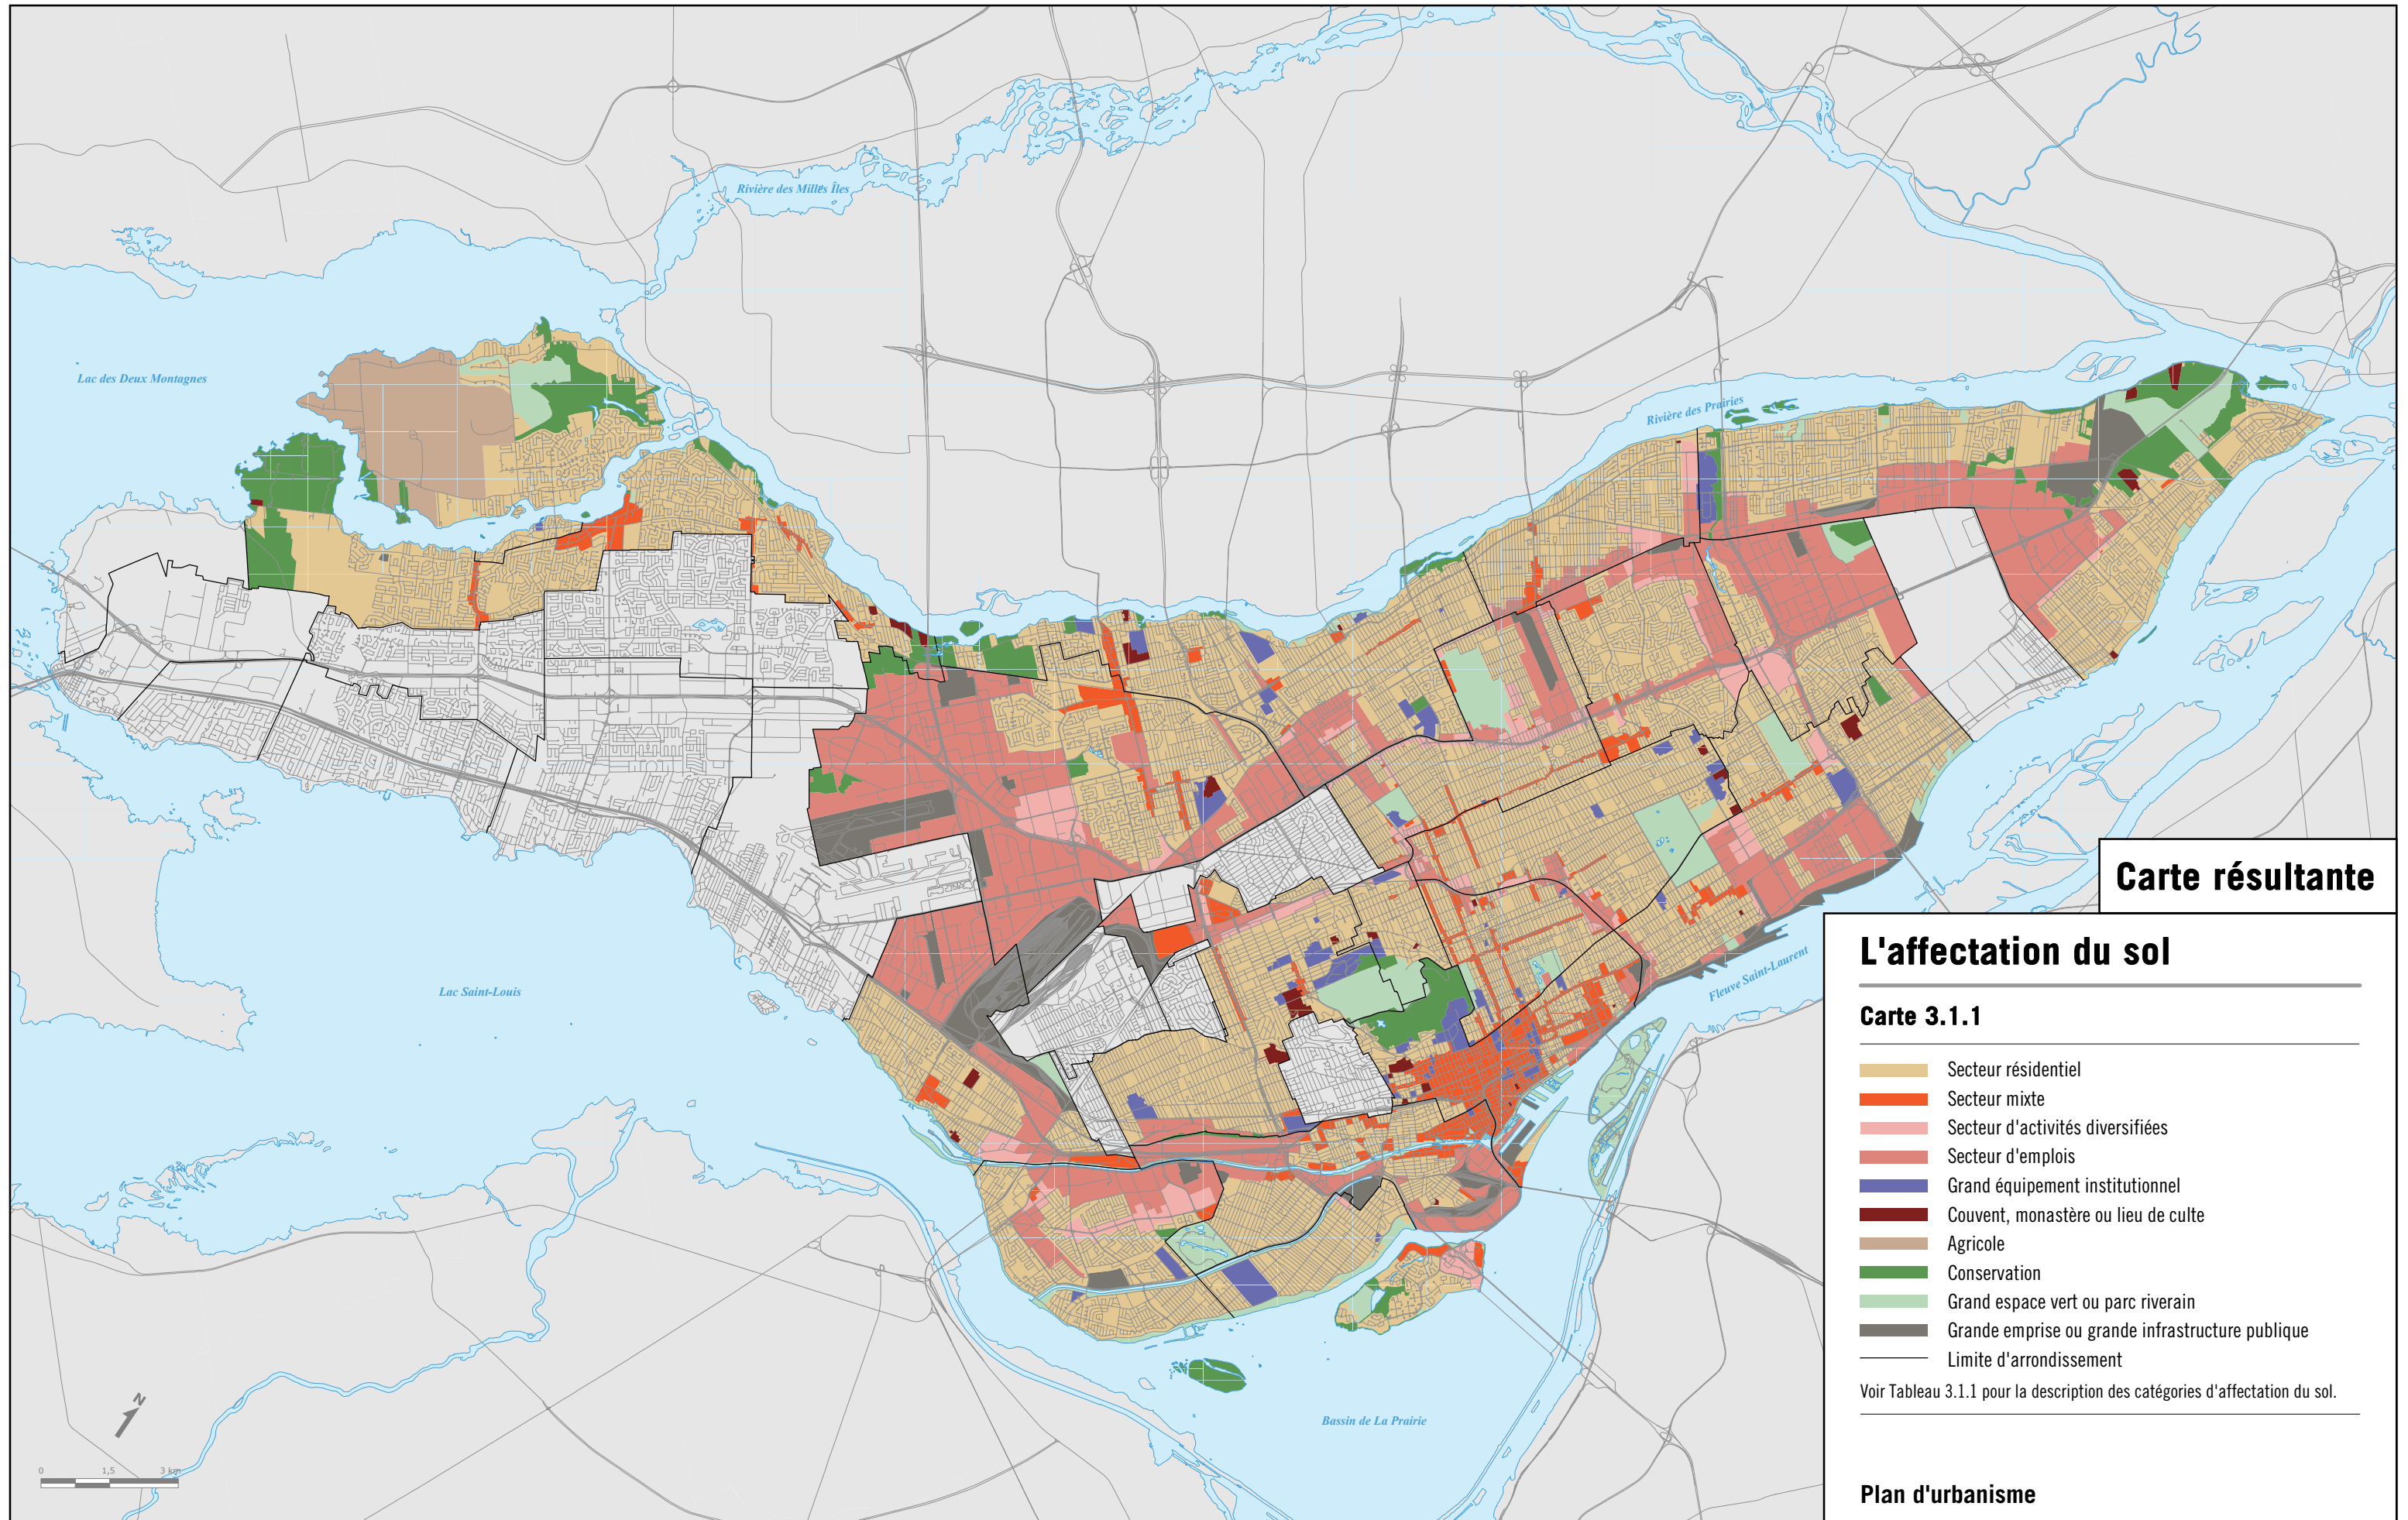 Rivière des Milles Îles
Lac des Deux Montagnes
Rivière des Prairies
Carte résultante
Fleuve Saint-Laurent
Lac Saint-Louis
Bassin de La Prairie
N
0 1,5 3 km
L'affectation du sol
Carte 3.1.1
Secteur résidentiel
Secteur mixte
Secteur d'activités diversifiées
Secteur d'emplois
Grand équipement institutionnel
Couvent, monastère ou lieu de culte
Agricole
Conservation
Grand espace vert ou parc riverain
Grande emprise ou grande infrastructure publique
Limite d'arrondissement
Voir Tableau 3.1.1 pour la description des catégories d'affectation du sol.
Plan d'urbanisme